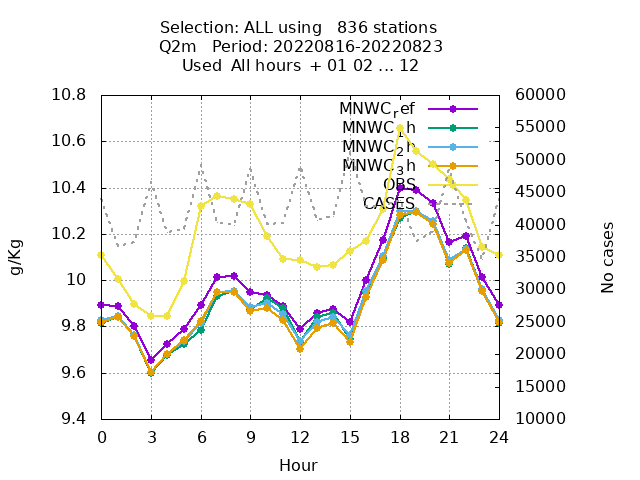 Selection: ALL using   836 stations
Q2m   Period: 20220816-20220823
Used  All hours  + 01 02 ... 12
MNWC_ref
MNWC_1h
MNWC_2h
MNWC_3h
OBS
CASES
10.8
10.6
10.4
10.2
10
9.8
9.6
9.4
g/Kg
60000
55000
50000
45000
40000
35000
30000
25000
20000
15000
10000
No cases
0 3 6 9 12 15 18 21 24
Hour